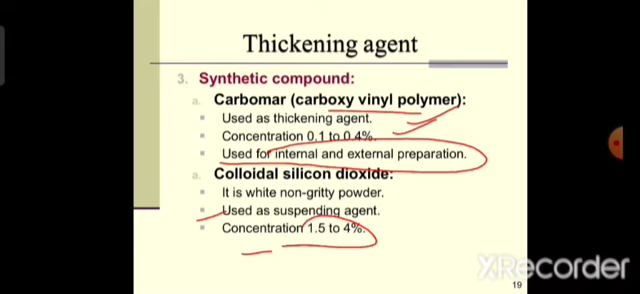 Thickening agent
3. Synthetic compound:
a. Carbomar (carboxy vinyl polymer):
Used as thickening agent.
Concentration 0.1 to 0.4%.
Used for internal and external preparation.
a. Colloidal silicon dioxide:
It is white non-gritty powder.
Used as suspending agent.
Concentration 1.5 to 4%.
XRecorder
19